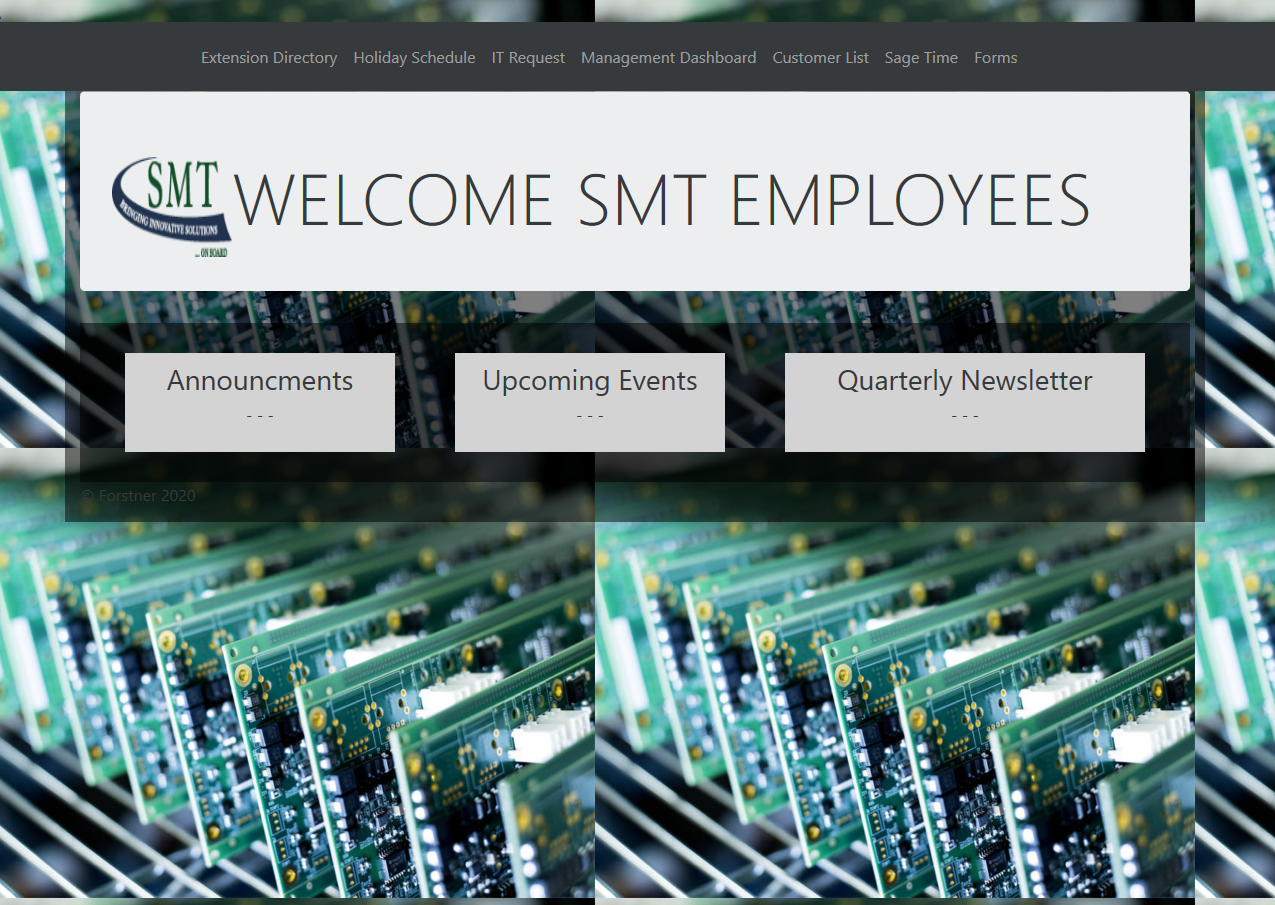 Extension Directory Holiday Schedule IT Request Management Dashboard Customer List Sage Time Forms
SMT
BRINGING INNOVATIVE SOLUTIONS
... ON BOARD
WELCOME SMT EMPLOYEES
Announcments
- - -
Upcoming Events
- - -
Quarterly Newsletter
- - -
© Forstner 2020